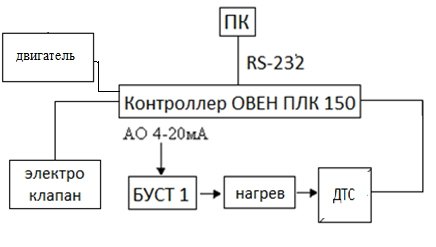 ПК
двигатель
RS-232
Контроллер ОВЕН ПЛК 150
АО 4-20мА
электро
клапан
БУСТ 1
нагрев
ДТС